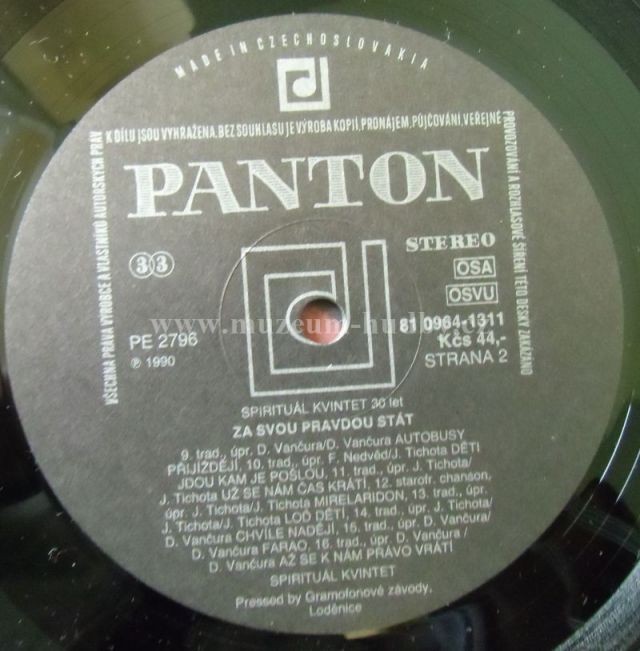 MADE IN CZECHOSLOVAKIA
VŠECHNA PRÁVA VÝROBCE A VLASTNÍKŮ AUTORSKÝCH PRÁV
K DÍLU JSOU VYHRAŽENA. BEZ SOUHLASU JE VÝROBA KOPIÍ, PRONÁJEM, PŮJČOVÁNÍ, VEŘEJNÉ
PROVOZOVÁNÍ A ROZHLASOVÉ ŠÍŘENÍ TÉTO DESKY ZAKÁZÁNO
PANTON
33
STEREO
OSA
OSVU
www.muzeum-hudby.cz
PE 2796
81 0964-1311
Kčs 44,-
℗ 1990
STRANA 2
SPIRITUÁL KVINTET 30 let
ZA SVOU PRAVDOU STÁT
9. trad., úpr. D. Vančura/D. Vančura AUTOBUSY
PŘIJÍŽDĚJÍ, 10. trad., úpr. F. Nedvěd/J. Tichota DĚTI
JDOU KAM JE POŠLOU, 11. trad., úpr. J. Tichota/
J. Tichota UŽ SE NÁM ČAS KRÁTÍ, 12. starofr. chanson,
úpr. J. Tichota/J. Tichota MIRELARIDON, 13. trad., úpr.
J. Tichota/J. Tichota LOĎ DĚTÍ, 14. trad., úpr. J. Tichota/
D. Vančura CHVÍLE NADĚJÍ, 15. trad., úpr. D. Vančura/
D. Vančura FARAO, 16. trad., úpr. D. Vančura /
D. Vančura AŽ SE K NÁM PRÁVO VRÁTÍ
SPIRITUÁL KVINTET
Pressed by Gramofonové závody,
Loděnice